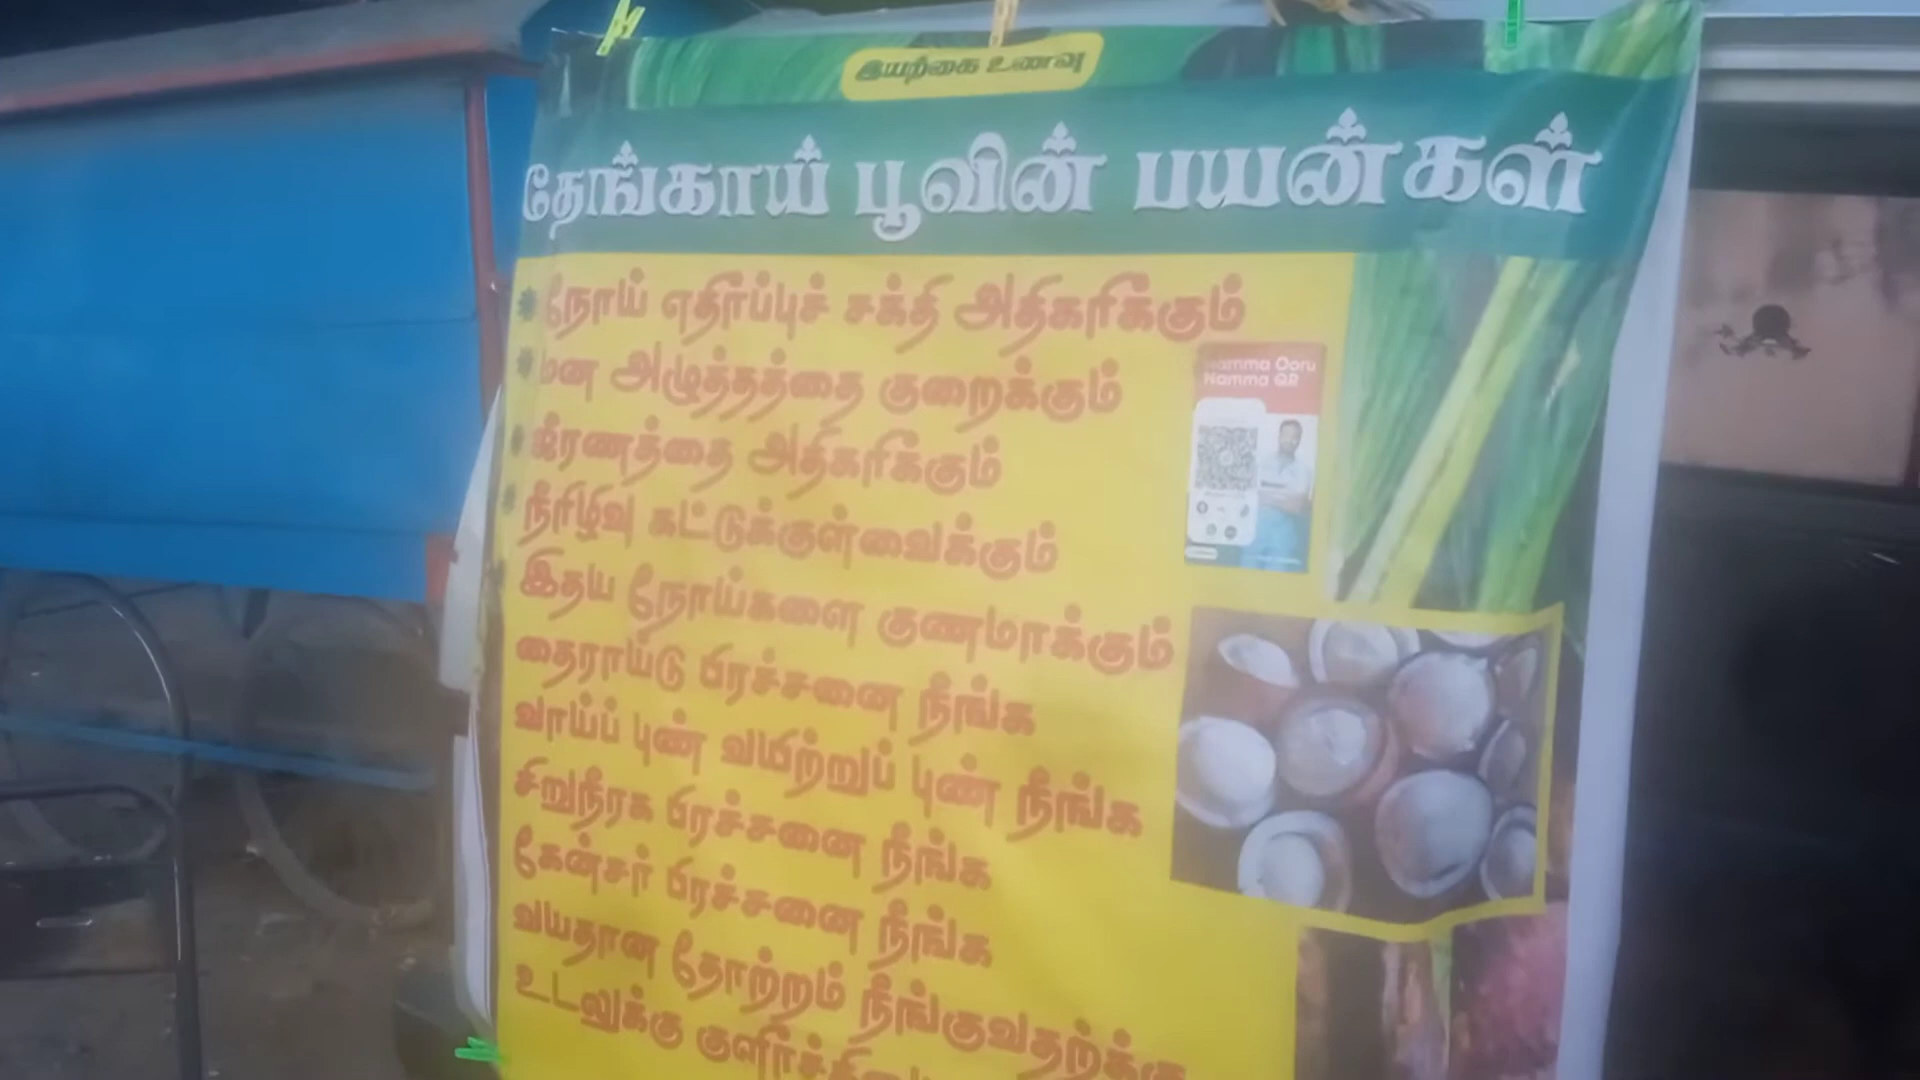 இயற்கை உணவு
தேங்காய் பூவின் பயன்கள்
* நோய் எதிர்ப்புச் சக்தி அதிகரிக்கும்
* மன அழுத்தத்தை குறைக்கும்
* ஜீரணத்தை அதிகரிக்கும்
* நீரிழிவு கட்டுக்குள்வைக்கும்
இதய நோய்களை குணமாக்கும்
தைராய்டு பிரச்சனை நீங்க
வாய்ப் புண் வயிற்றுப் புண் நீங்க
சிறுநீரக பிரச்சனை நீங்க
கேன்சர் பிரச்சனை நீங்க
வயதான தோற்றம் நீங்குவதற்கு
உடலுக்கு
Namma Ooru
Namma QR